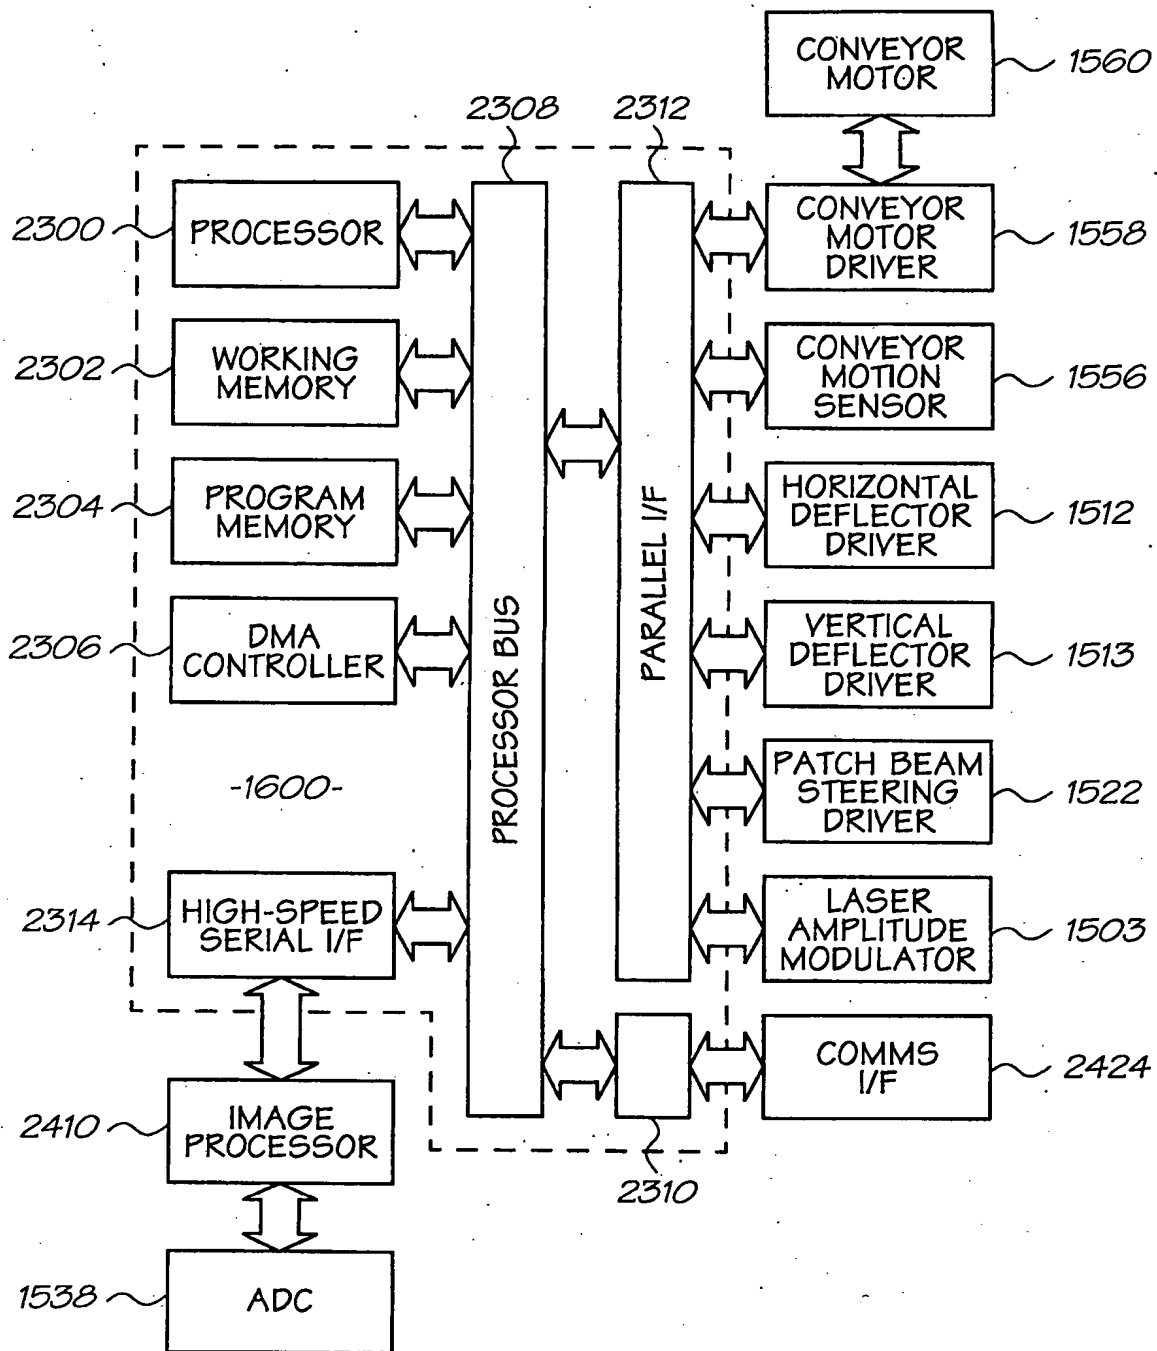 CONVEYOR
MOTOR
1560
2308
2312
2300
PROCESSOR
CONVEYOR
MOTOR
DRIVER
1558
2302
WORKING
MEMORY
CONVEYOR
MOTION
SENSOR
1556
2304
PROGRAM
MEMORY
HORIZONTAL
DEFLECTOR
DRIVER
1512
2306
DMA
CONTROLLER
PROCESSOR BUS
PARALLEL I/F
VERTICAL
DEFLECTOR
DRIVER
1513
-1600-
PATCH BEAM
STEERING
DRIVER
1522
2314
HIGH-SPEED
SERIAL I/F
LASER
AMPLITUDE
MODULATOR
1503
COMMS
I/F
2424
2410
IMAGE
PROCESSOR
2310
1538
ADC